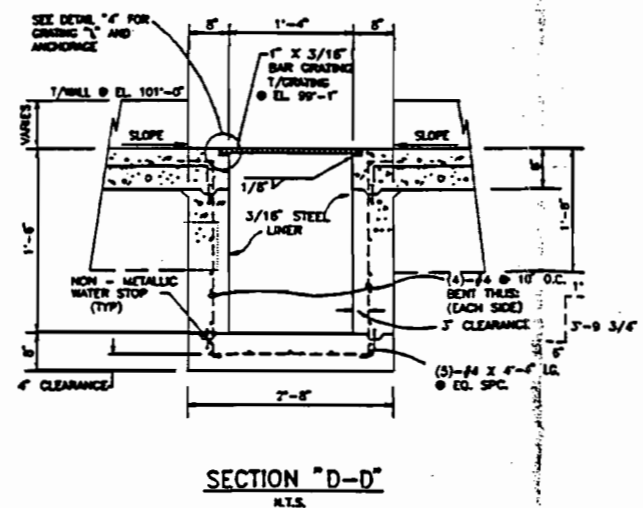 SEE DETAIL "4" FOR
GRATING "L" AND
ANCHORAGE
8"
1'-4"
8"
1" X 3/16"
BAR GRATING
T/GRATING
@ EL. 99'-1"
T/WALL @ EL. 101'-0"
VARIES
SLOPE
SLOPE
1/8"
6"
1'-8"
3/16" STEEL
LINER
1'-6"
NON - METALLIC
WATER STOP
(TYP)
(4)-#4 @ 10" O.C.
BENT THUS:
(EACH SIDE)
1"
3'-9 3/4"
6"
3" CLEARANCE
8"
4" CLEARANCE
(5)-#4 X 4'-4" LG.
@ EQ. SPC.
2'-8"
SECTION "D-D"
N.T.S.